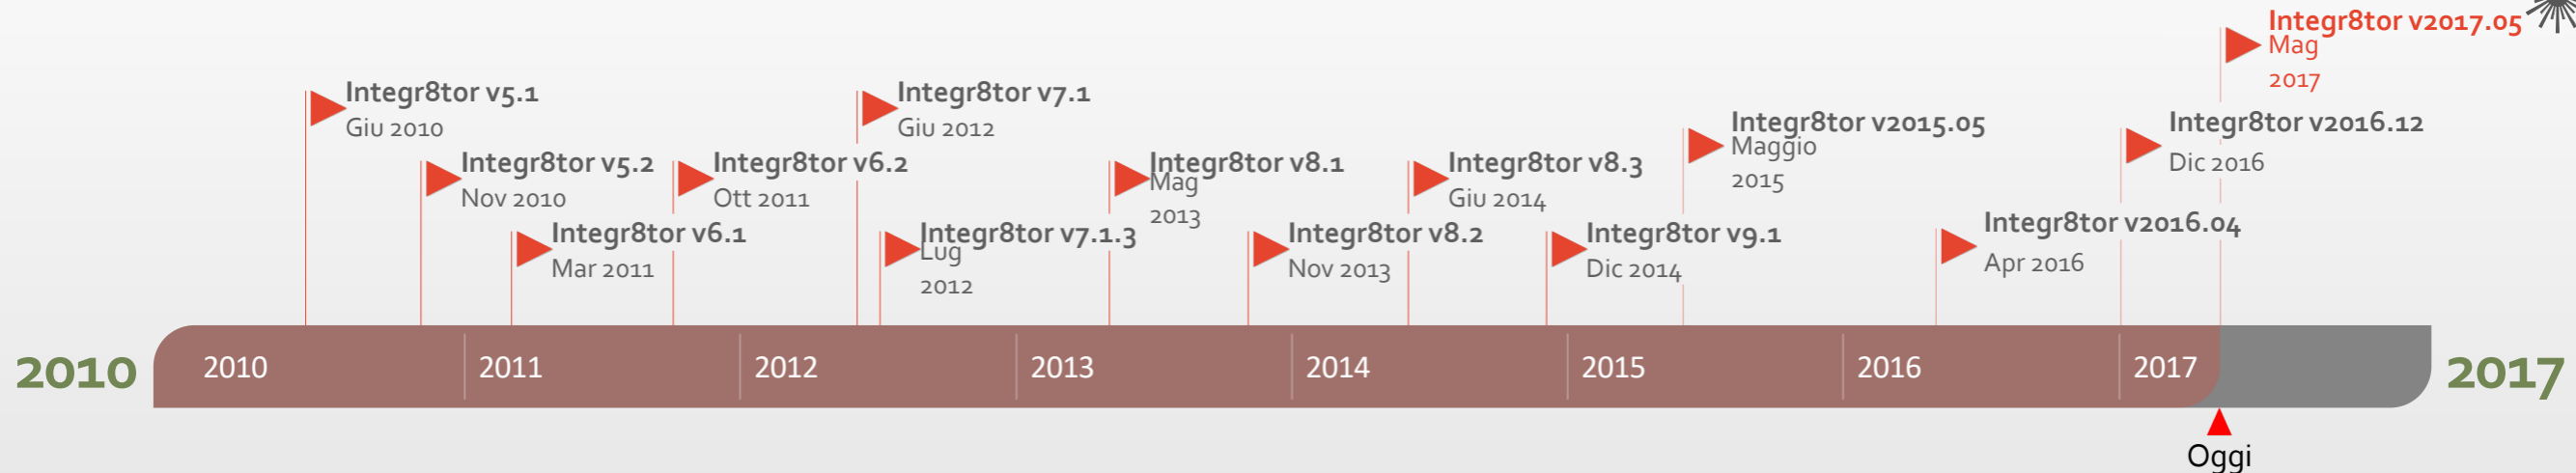 Integr8tor v5.1
Giu 2010
Integr8tor v5.2
Nov 2010
Integr8tor v6.1
Mar 2011
Integr8tor v6.2
Ott 2011
Integr8tor v7.1
Giu 2012
Integr8tor v7.1.3
Lug
2012
Integr8tor v8.1
Mag
2013
Integr8tor v8.2
Nov 2013
Integr8tor v8.3
Giu 2014
Integr8tor v9.1
Dic 2014
Integr8tor v2015.05
Maggio
2015
Integr8tor v2016.04
Apr 2016
Integr8tor v2016.12
Dic 2016
Integr8tor v2017.05
Mag
2017
2010
2010
2011
2012
2013
2014
2015
2016
2017
2017
Oggi